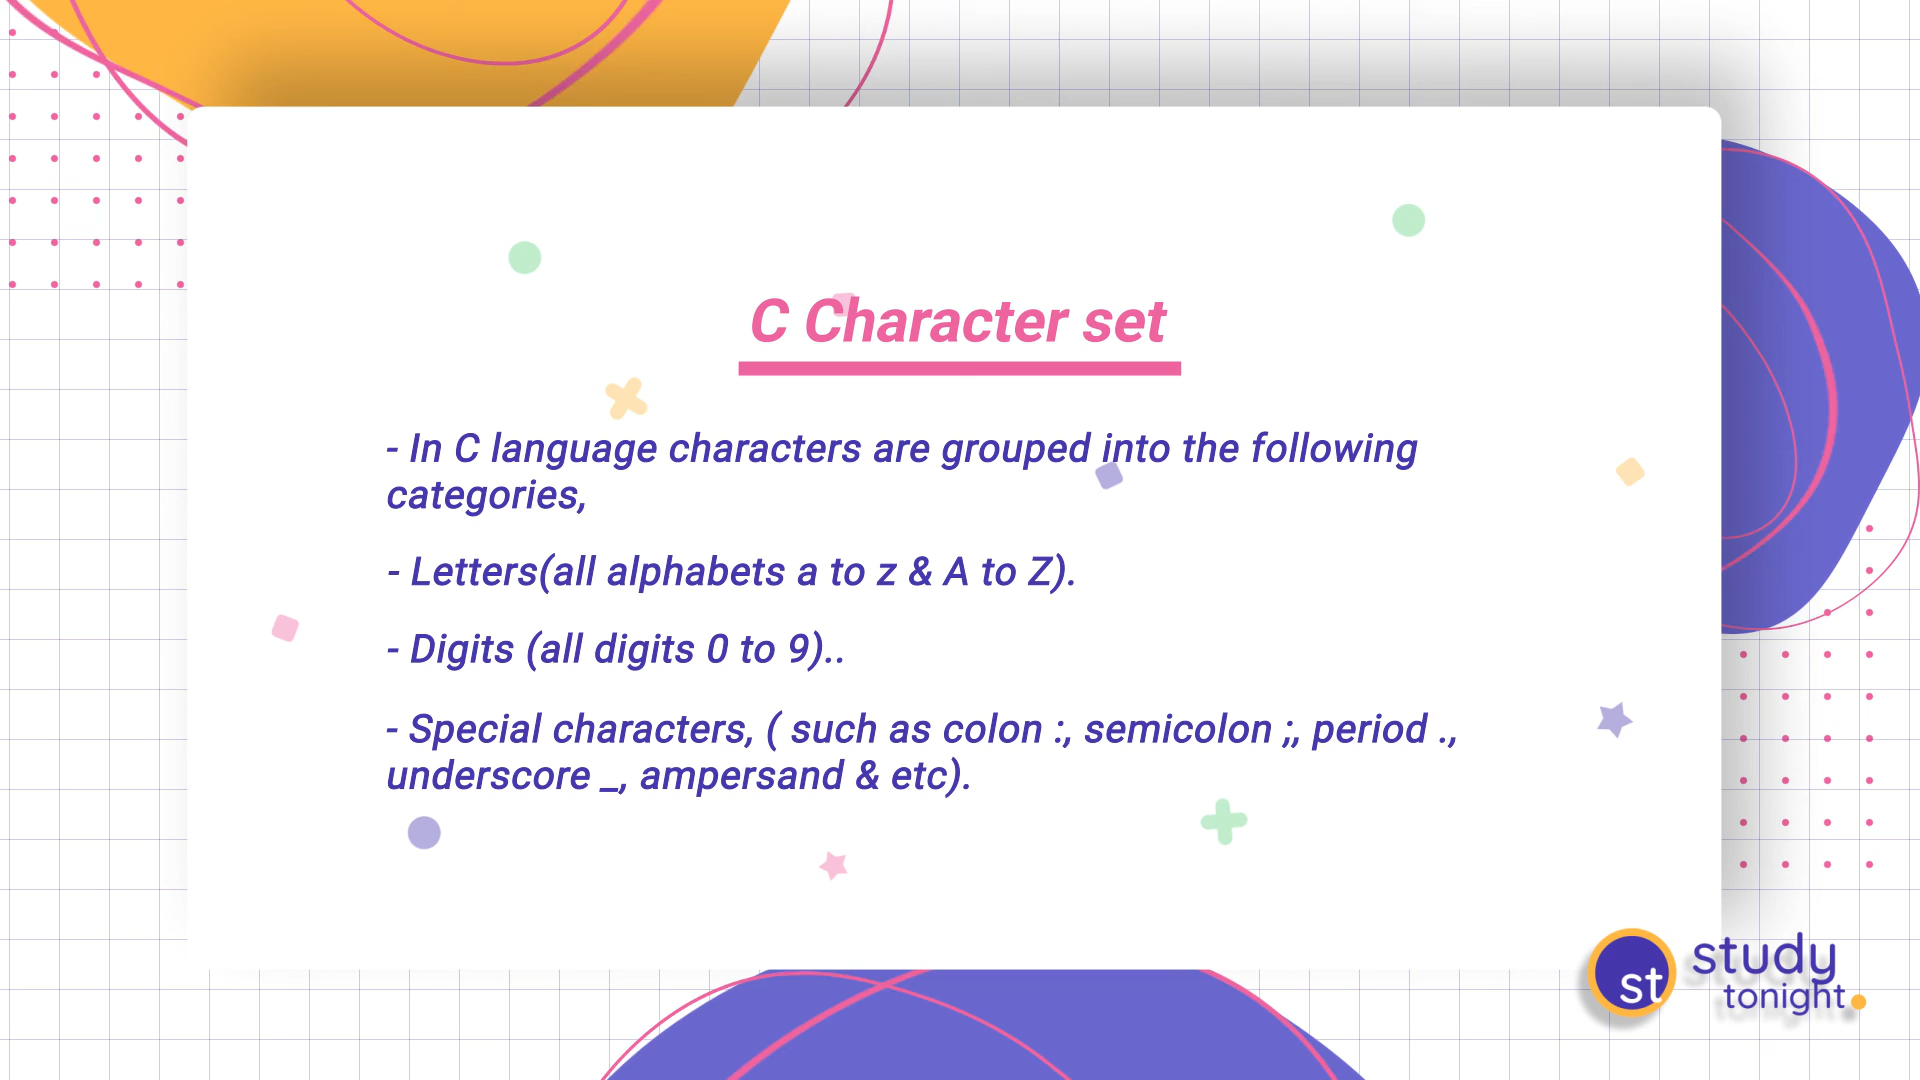 C Character set
- In C language characters are grouped into the following
categories,
- Letters(all alphabets a to z & A to Z).
- Digits (all digits 0 to 9)..
- Special characters, ( such as colon :, semicolon ;, period .,
underscore _, ampersand & etc).
st
study
tonight.